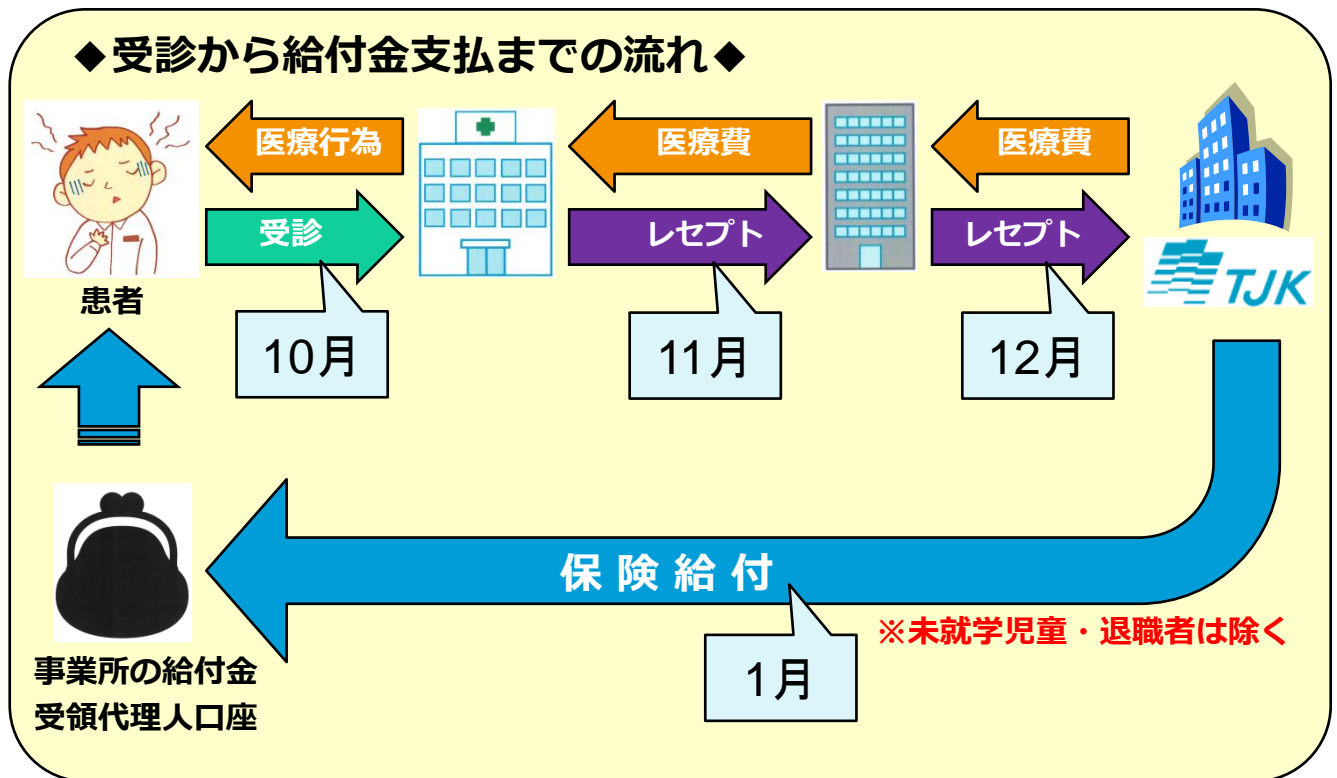 ◆受診から給付金支払までの流れ◆
医療行為
医療費
医療費
受診
レセプト
レセプト
患者
TJK
10月
11月
12月
保険給付
※未就学児童・退職者は除く
1月
事業所の給付金
受領代理人口座